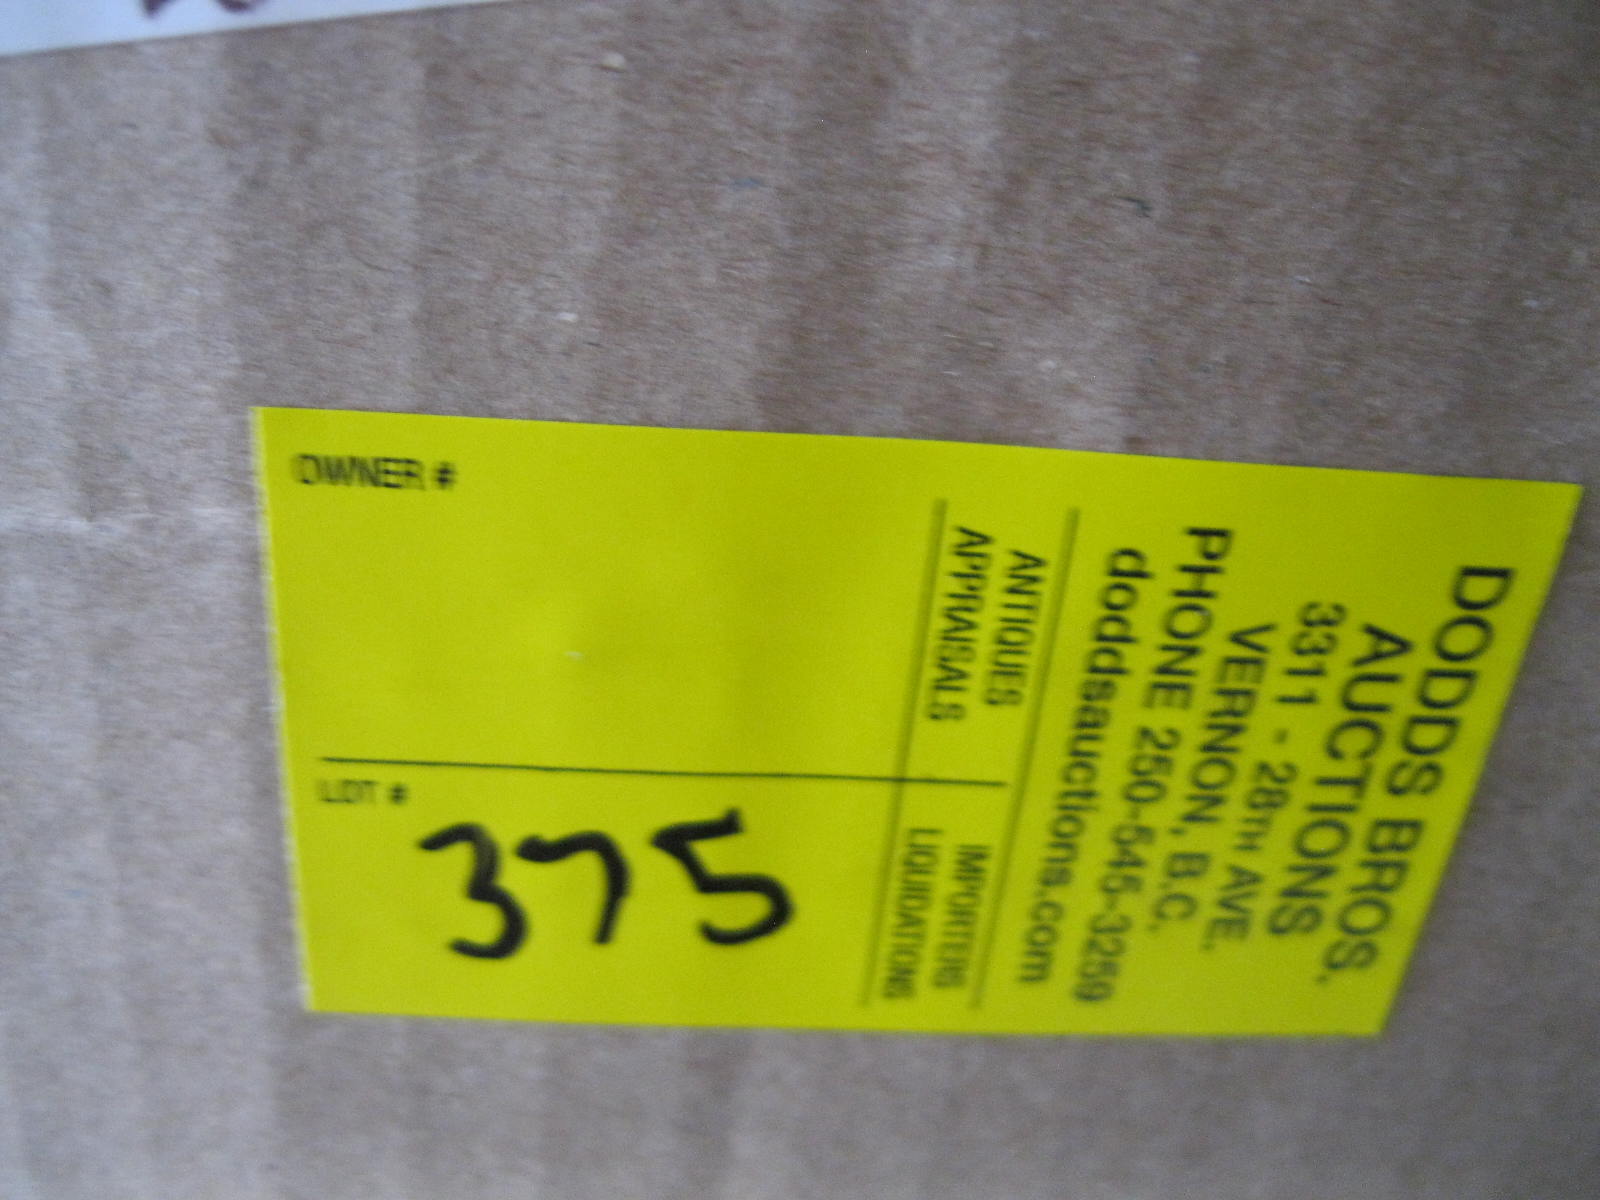 DODDS BROS.
AUCTIONS
3311 - 28TH AVE.
VERNON, B.C.
PHONE 250-545-3259
doddsauctions.com
ANTIQUES IMPORTERS
APPRAISALS LIQUIDATIONS
OWNER #
LOT #
375